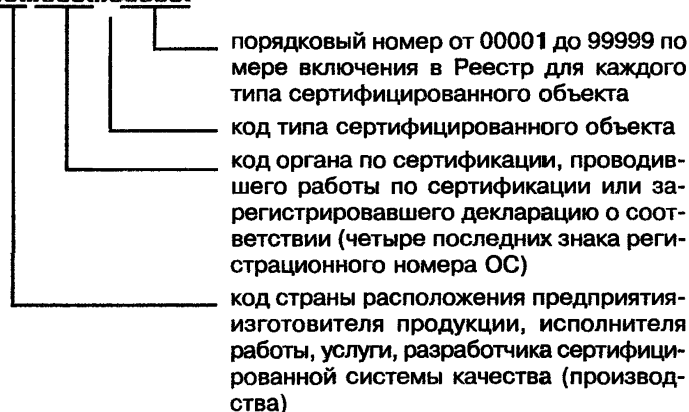 порядковый номер от 00001 до 99999 по
мере включения в Реестр для каждого
типа сертифицированного объекта
код типа сертифицированного объекта
код органа по сертификации, проводив-
шего работы по сертификации или за-
регистрировавшего декларацию о соот-
ветствии (четыре последних знака реги-
страционного номера ОС)
код страны расположения предприятия-
изготовителя продукции, исполнителя
работы, услуги, разработчика сертифици-
рованной системы качества (производ-
ства)